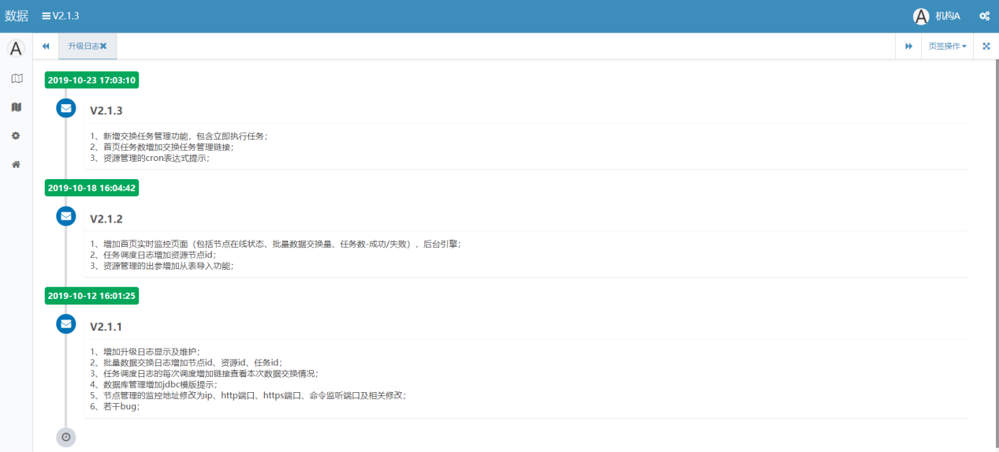 数据 V2.1.3 机构A
A 升级日志 页签操作
2019-10-23 17:03:10
V2.1.3
1、新增交换任务管理功能，包含立即执行任务；
2、首页任务数增加交换任务管理链接；
3、资源管理的cron表达式提示；
2019-10-18 16:04:42
V2.1.2
1、增加首页实时监控页面（包括节点在线状态、批量数据交换量、任务数-成功/失败），后台引擎；
2、任务调度日志增加资源节点id；
3、资源管理的出参增加从表导入功能；
2019-10-12 16:01:25
V2.1.1
1、增加升级日志显示及维护；
2、批量数据交换日志增加节点id、资源id、任务id；
3、任务调度日志的每次调度增加链接查看本次数据交换情况；
4、数据库管理增加jdbc模版提示；
5、节点管理的监控地址修改为ip、http端口、https端口、命令监听端口及相关修改；
6、若干bug；